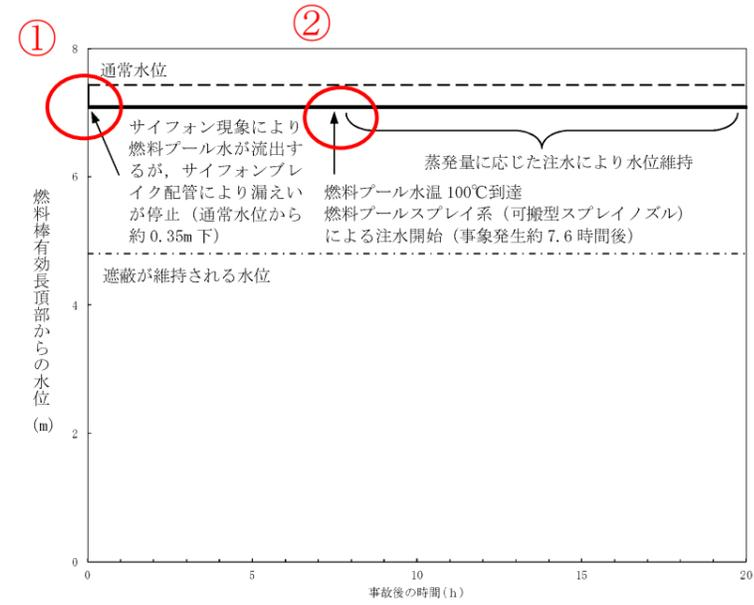 ①
②
8
通常水位
サイフォン現象により
燃料プール水が流出す
るが，サイフォンブレ
イク配管により漏えい
が停止（通常水位から
約0.35m下）
蒸発量に応じた注水により水位維持
6
燃料プール水温100℃到達
燃料プールスプレイ系（可搬型スプレイノズル）
による注水開始（事象発生約7.6時間後）
遮蔽が維持される水位
燃料棒有効長頂部からの水位(m)
4
2
0
0
5
10
15
20
事故後の時間(h)